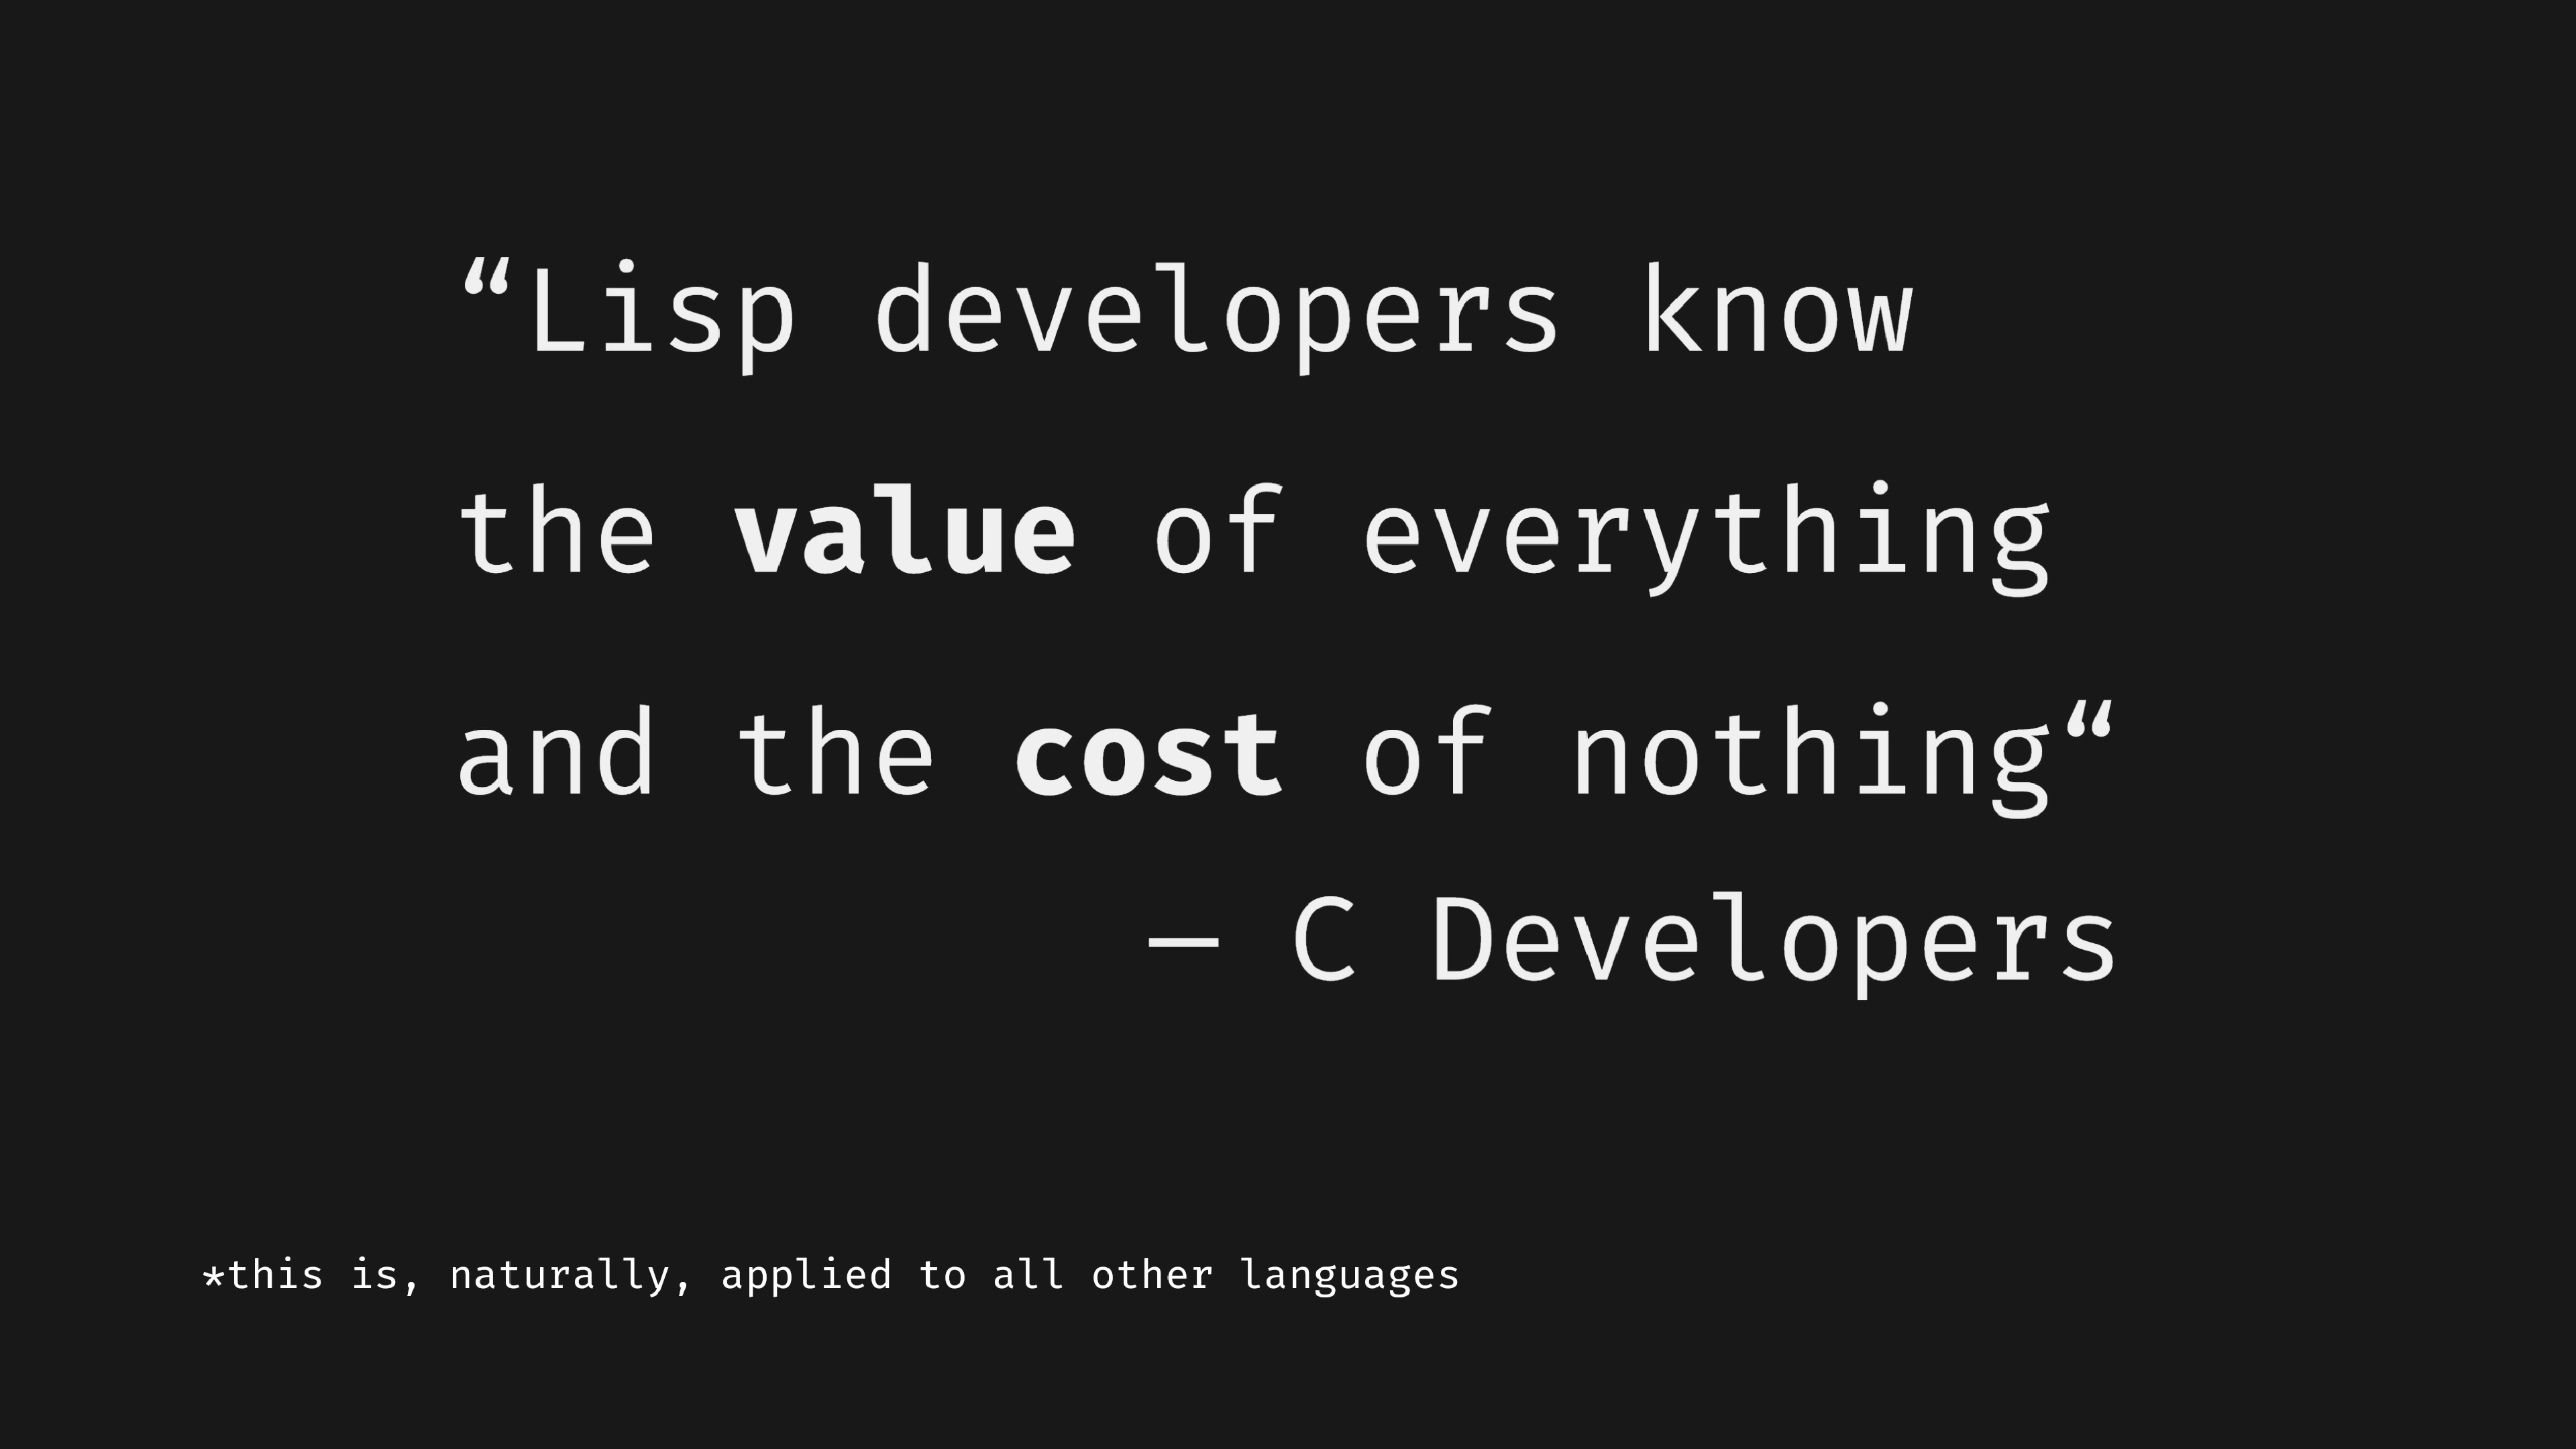 “Lisp developers know
the value of everything
and the cost of nothing“
— C Developers
*this is, naturally, applied to all other languages